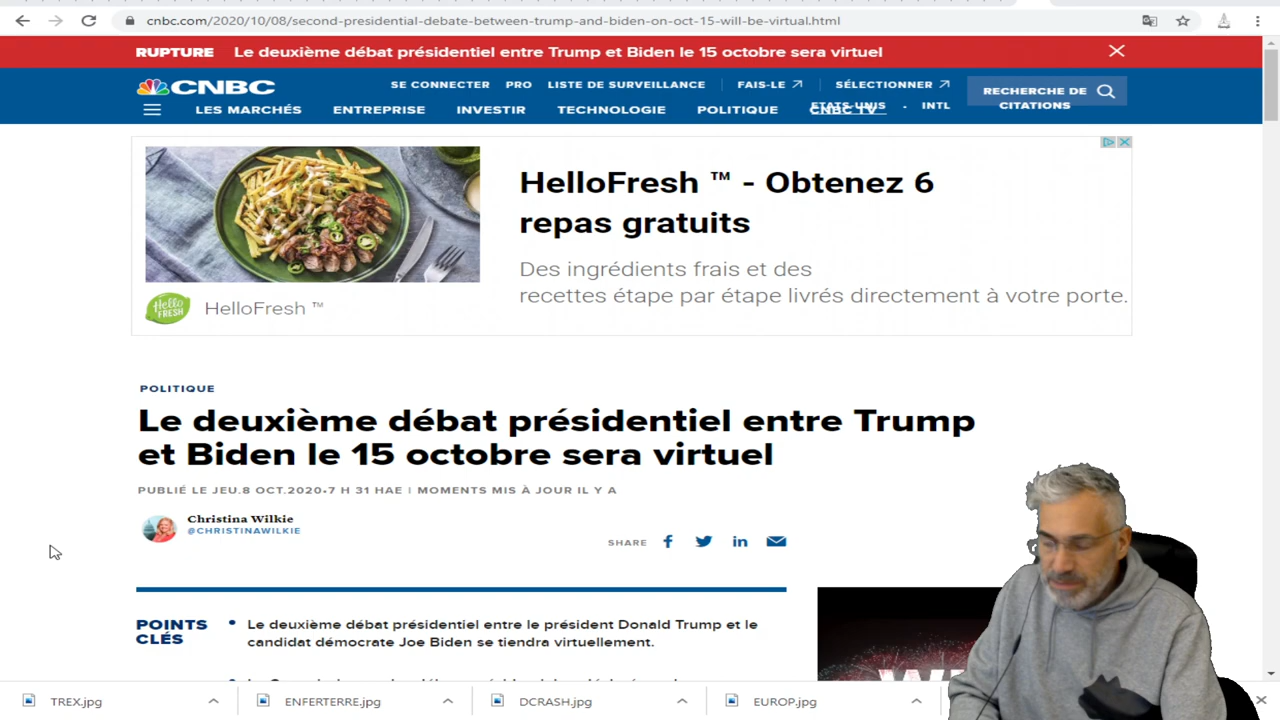 cnbc.com/2020/10/08/second-presidential-debate-between-trump-and-biden-on-oct-15-will-be-virtual.html
RUPTURE Le deuxième débat présidentiel entre Trump et Biden le 15 octobre sera virtuel
CNBC SE CONNECTER PRO LISTE DE SURVEILLANCE FAIS-LE SÉLECTIONNER
ETATS-UNIS · INTL
RECHERCHE DE CITATIONS
LES MARCHÉS ENTREPRISE INVESTIR TECHNOLOGIE POLITIQUE CNBC TV
HelloFresh ™ - Obtenez 6
repas gratuits
Des ingrédients frais et des
recettes étape par étape livrés directement à votre porte.
Hello FRESH
HelloFresh ™
POLITIQUE
Le deuxième débat présidentiel entre Trump
et Biden le 15 octobre sera virtuel
PUBLIÉ LE JEU.8 OCT.2020•7 H 31 HAE | MOMENTS MIS À JOUR IL Y A
Christina Wilkie
@CHRISTINAWILKIE
SHARE
POINTS
CLÉS
• Le deuxième débat présidentiel entre le président Donald Trump et le
candidat démocrate Joe Biden se tiendra virtuellement.
TREX.jpg ENFERTERRE.jpg DCRASH.jpg EUROP.jpg